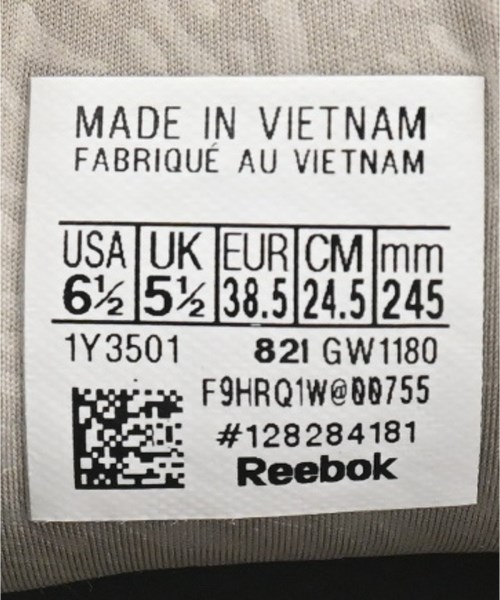 MADE IN VIETNAM
FABRIQUÉ AU VIETNAM
USA UK EUR CM mm
6½ 5½ 38.5 24.5 245
1Y3501 821 GW1180
F9HRQ1W@00755
#128284181
Reebok